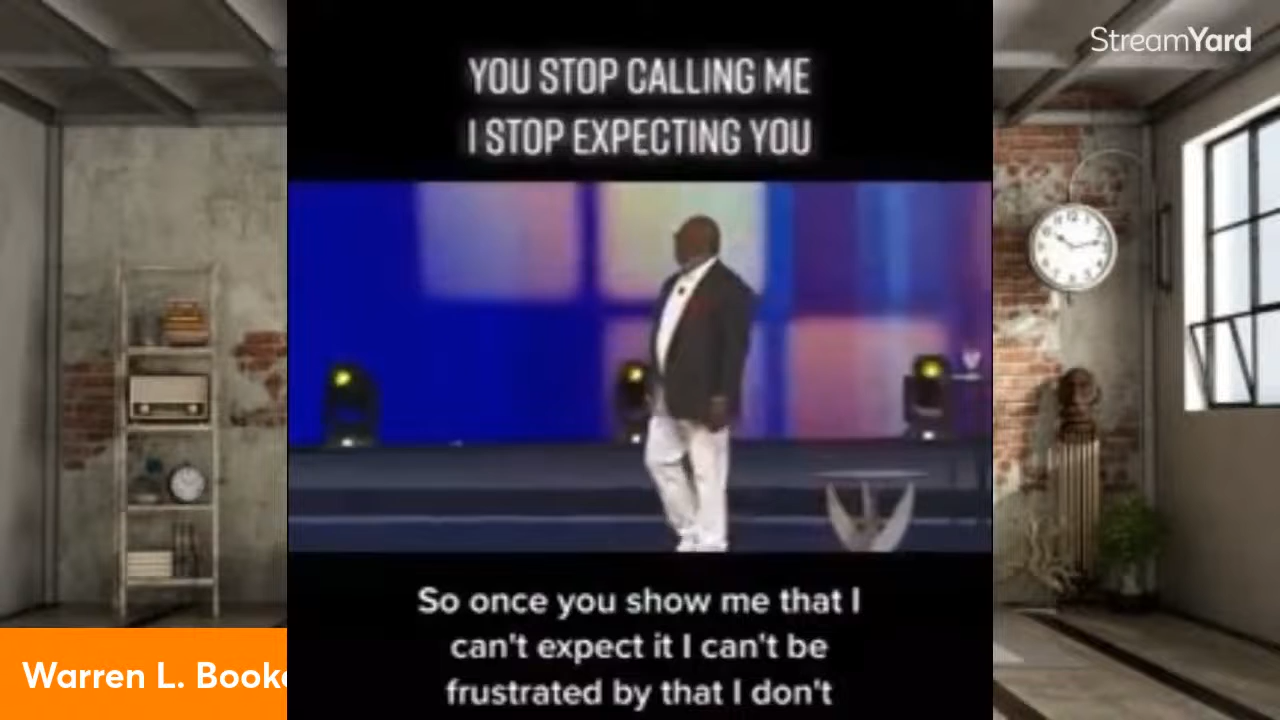 StreamYard
YOU STOP CALLING ME
I STOP EXPECTING YOU
So once you show me that I
can't expect it I can't be
frustrated by that I don't
Warren L. Booke